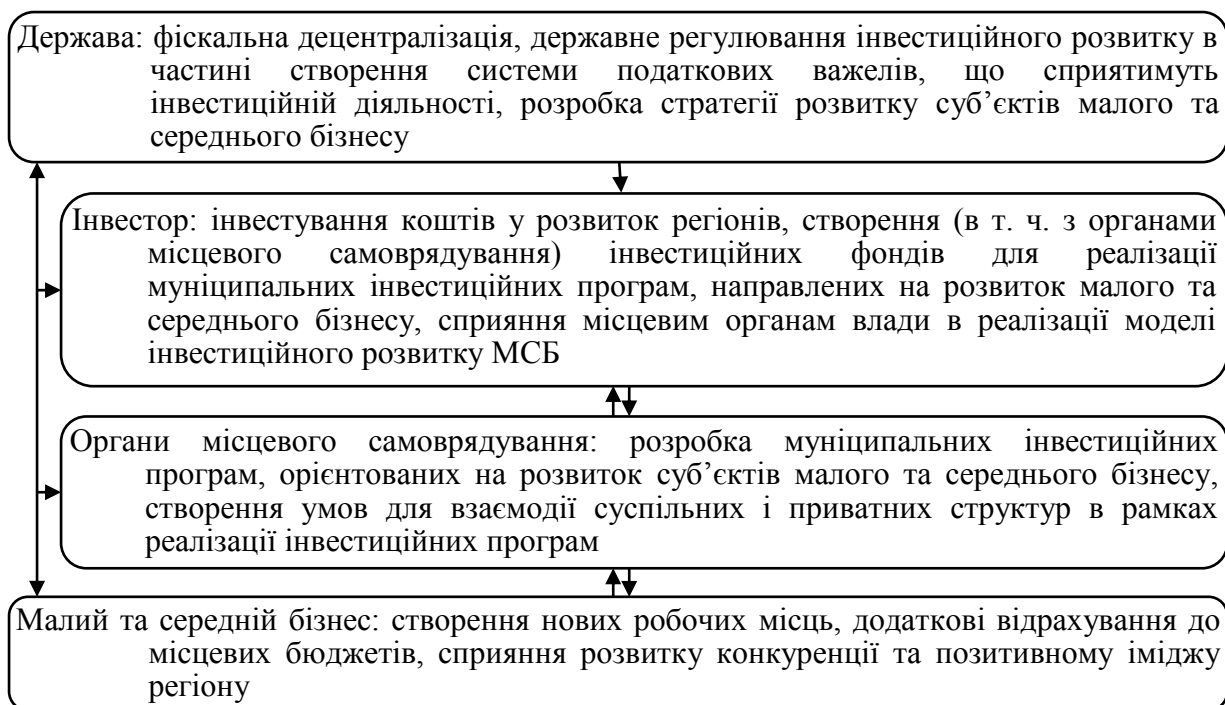 Держава: фіскальна децентралізація, державне регулювання інвестиційного розвитку в
частині створення системи податкових важелів, що сприятимуть
інвестиційній діяльності, розробка стратегії розвитку суб’єктів малого та
середнього бізнесу
Інвестор: інвестування коштів у розвиток регіонів, створення (в т. ч. з органами
місцевого самоврядування) інвестиційних фондів для реалізації
муніципальних інвестиційних програм, направлених на розвиток малого та
середнього бізнесу, сприяння місцевим органам влади в реалізації моделі
інвестиційного розвитку МСБ
Органи місцевого самоврядування: розробка муніципальних інвестиційних
програм, орієнтованих на розвиток суб’єктів малого та середнього бізнесу,
створення умов для взаємодії суспільних і приватних структур в рамках
реалізації інвестиційних програм
Малий та середній бізнес: створення нових робочих місць, додаткові відрахування до
місцевих бюджетів, сприяння розвитку конкуренції та позитивному іміджу
регіону